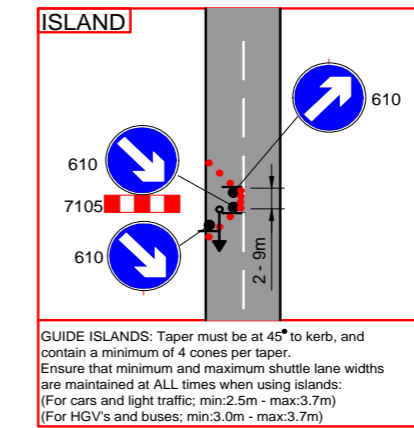 ISLAND
610
610
7105
610
2 - 9m
GUIDE ISLANDS: Taper must be at 45° to kerb, and
contain a minimum of 4 cones per taper.
Ensure that minimum and maximum shuttle lane widths
are maintained at ALL times when using islands:
(For cars and light traffic; min:2.5m - max:3.7m)
(For HGV's and buses; min:3.0m - max:3.7m)